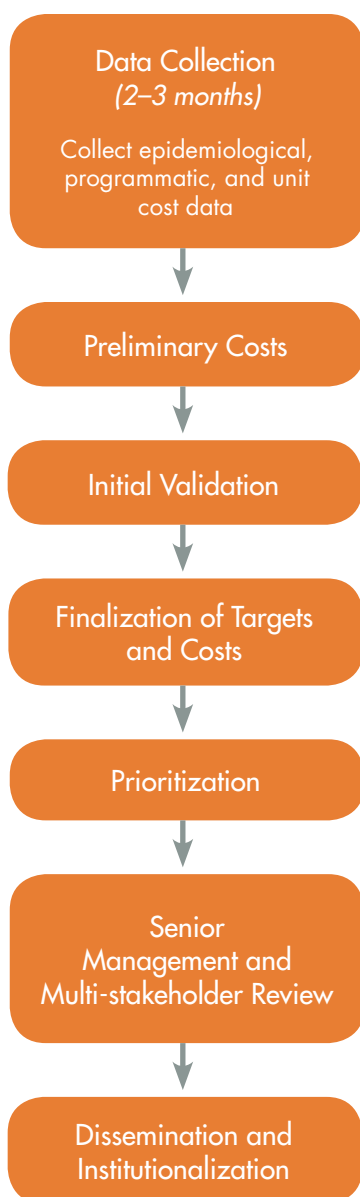 Data Collection
(2–3 months)
Collect epidemiological,
programmatic, and unit
cost data
Preliminary Costs
Initial Validation
Finalization of Targets
and Costs
Prioritization
Senior
Management and
Multi-stakeholder Review
Dissemination and
Institutionalization